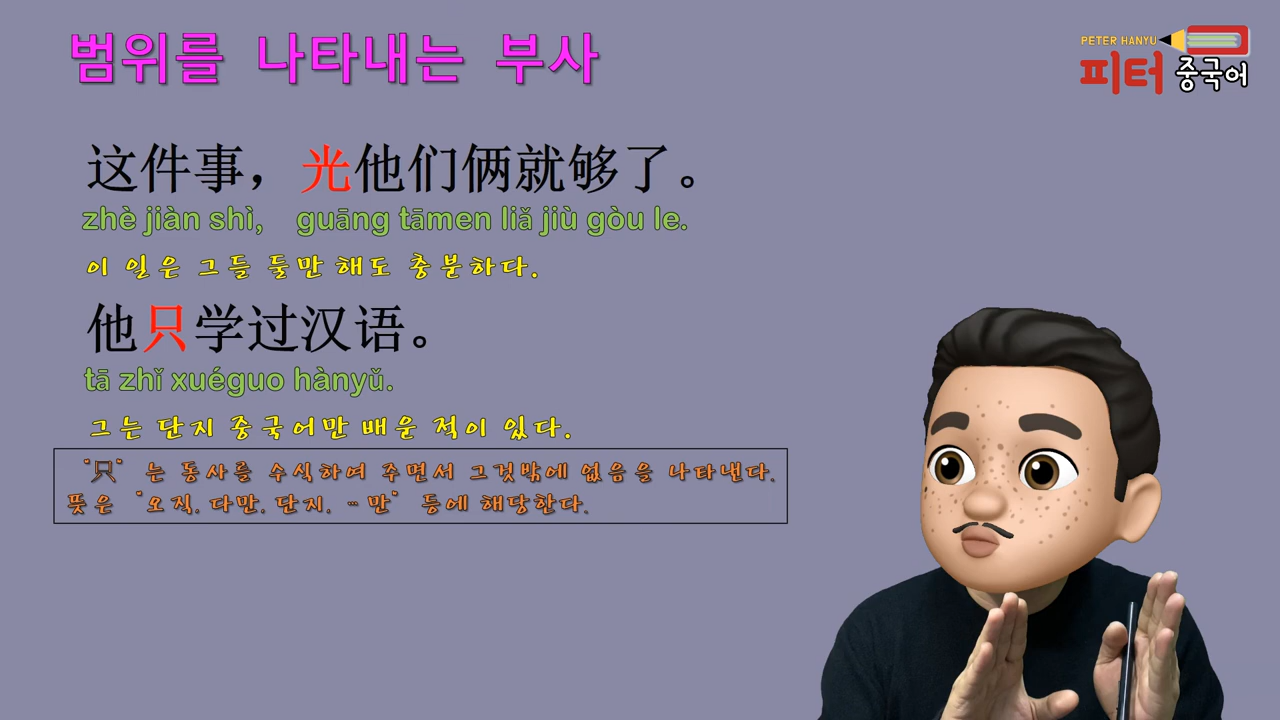 범위를 나타내는 부사
PETER HANYU
피터 중국어
这件事，光他们俩就够了。
zhè jiàn shì, guāng tāmen liǎ jiù gòu le.
이 일은 그들 둘만 해도 충분하다.
他只学过汉语。
tā zhǐ xuéguo hànyǔ.
그는 단지 중국어만 배운 적이 있다.
"只" 는 동사를 수식하여 주면서 그것밖에 없음을 나타낸다.
뜻은 "오직, 다만, 단지, …만" 등에 해당한다.